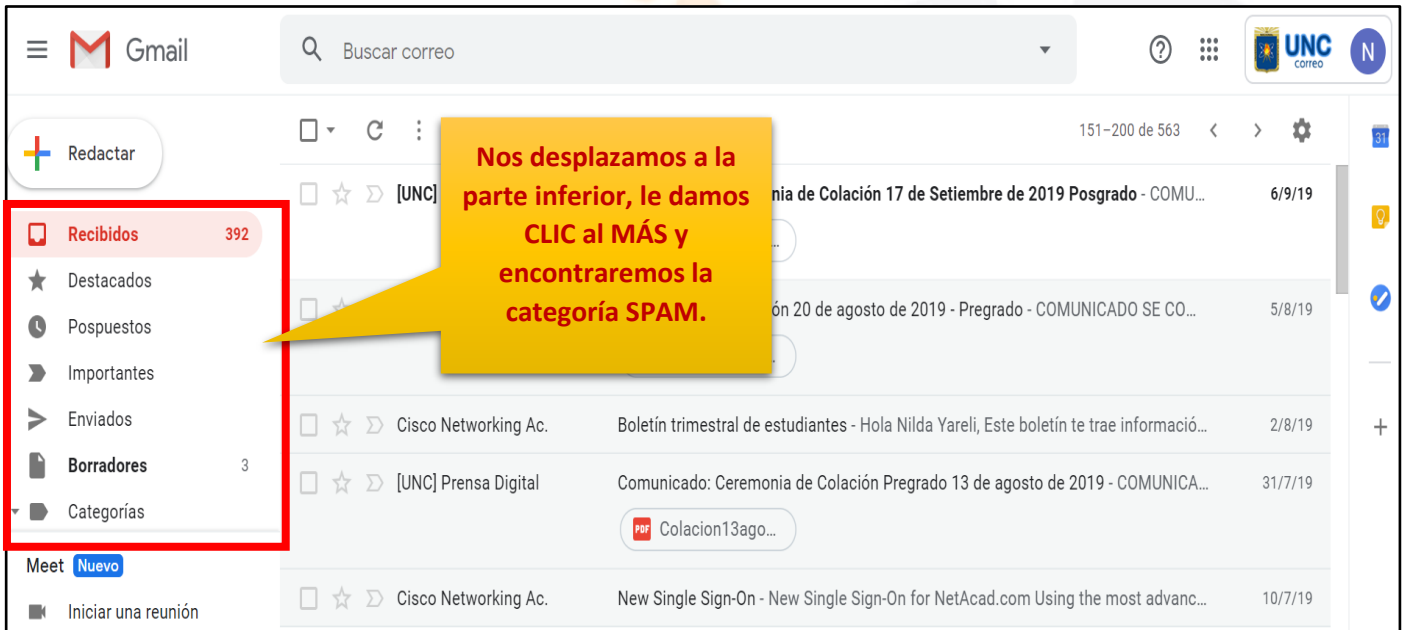 Gmail
Buscar correo
UNC
correo
N
Redactar
151–200 de 563
31
Nos desplazamos a la
parte inferior, le damos
CLIC al MÁS y
encontraremos la
categoría SPAM.
Recibidos 392
Destacados
Pospuestos
Importantes
Enviados
Borradores 3
Categorías
Meet Nuevo
Iniciar una reunión
[UNC] nia de Colación 17 de Setiembre de 2019 Posgrado - COMU... 6/9/19
...
ón 20 de agosto de 2019 - Pregrado - COMUNICADO SE CO... 5/8/19
Cisco Networking Ac. Boletín trimestral de estudiantes - Hola Nilda Yareli, Este boletín te trae informació... 2/8/19
[UNC] Prensa Digital Comunicado: Ceremonia de Colación Pregrado 13 de agosto de 2019 - COMUNICA... 31/7/19
PDF Colacion13ago...
Cisco Networking Ac. New Single Sign-On - New Single Sign-On for NetAcad.com Using the most advanc... 10/7/19